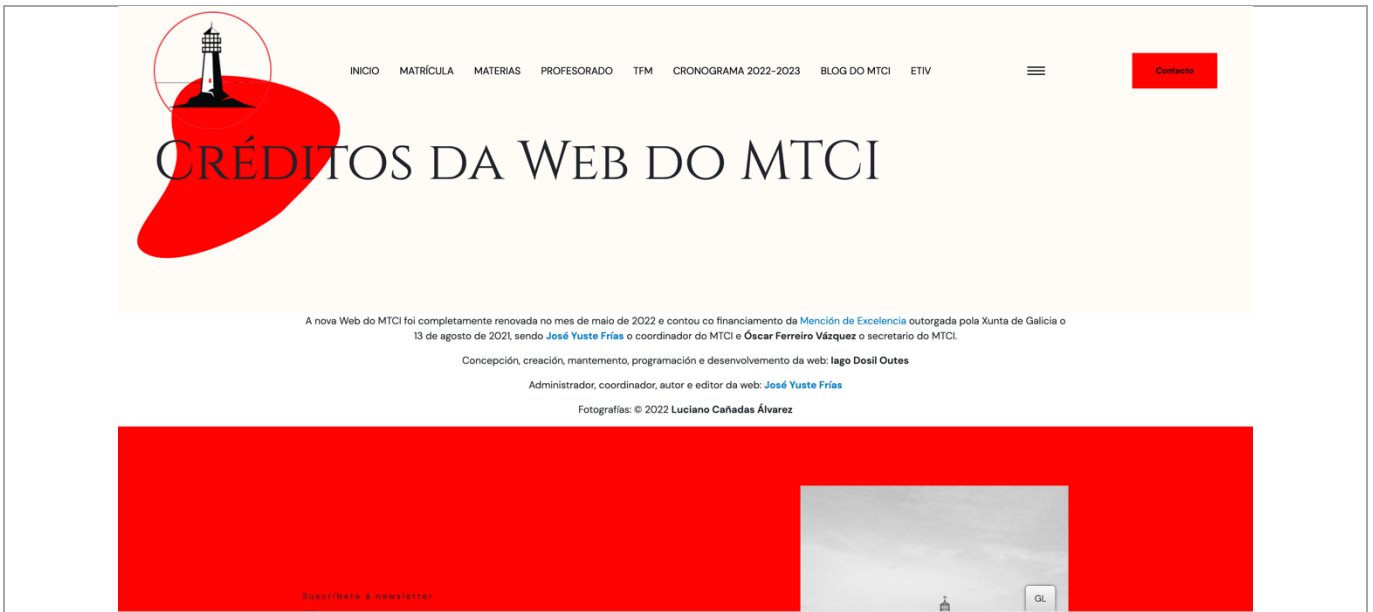 INICIO MATRÍCULA MATERIAS PROFESORADO TFM CRONOGRAMA 2022-2023 BLOG DO MTCI ETIV Contacto
Créditos da Web do MTCI
A nova Web do MTCI foi completamente renovada no mes de maio de 2022 e contou co financiamento da Mención de Excelencia outorgada pola Xunta de Galicia o
13 de agosto de 2021, sendo José Yuste Frías o coordinador do MTCI e Óscar Ferreiro Vázquez o secretario do MTCI.
Concepción, creación, mantemento, programación e desenvolvemento da web: Iago Dosil Outes
Administrador, coordinador, autor e editor da web: José Yuste Frías
Fotografías: © 2022 Luciano Cañadas Álvarez
Suscríbete á newsletter
GL